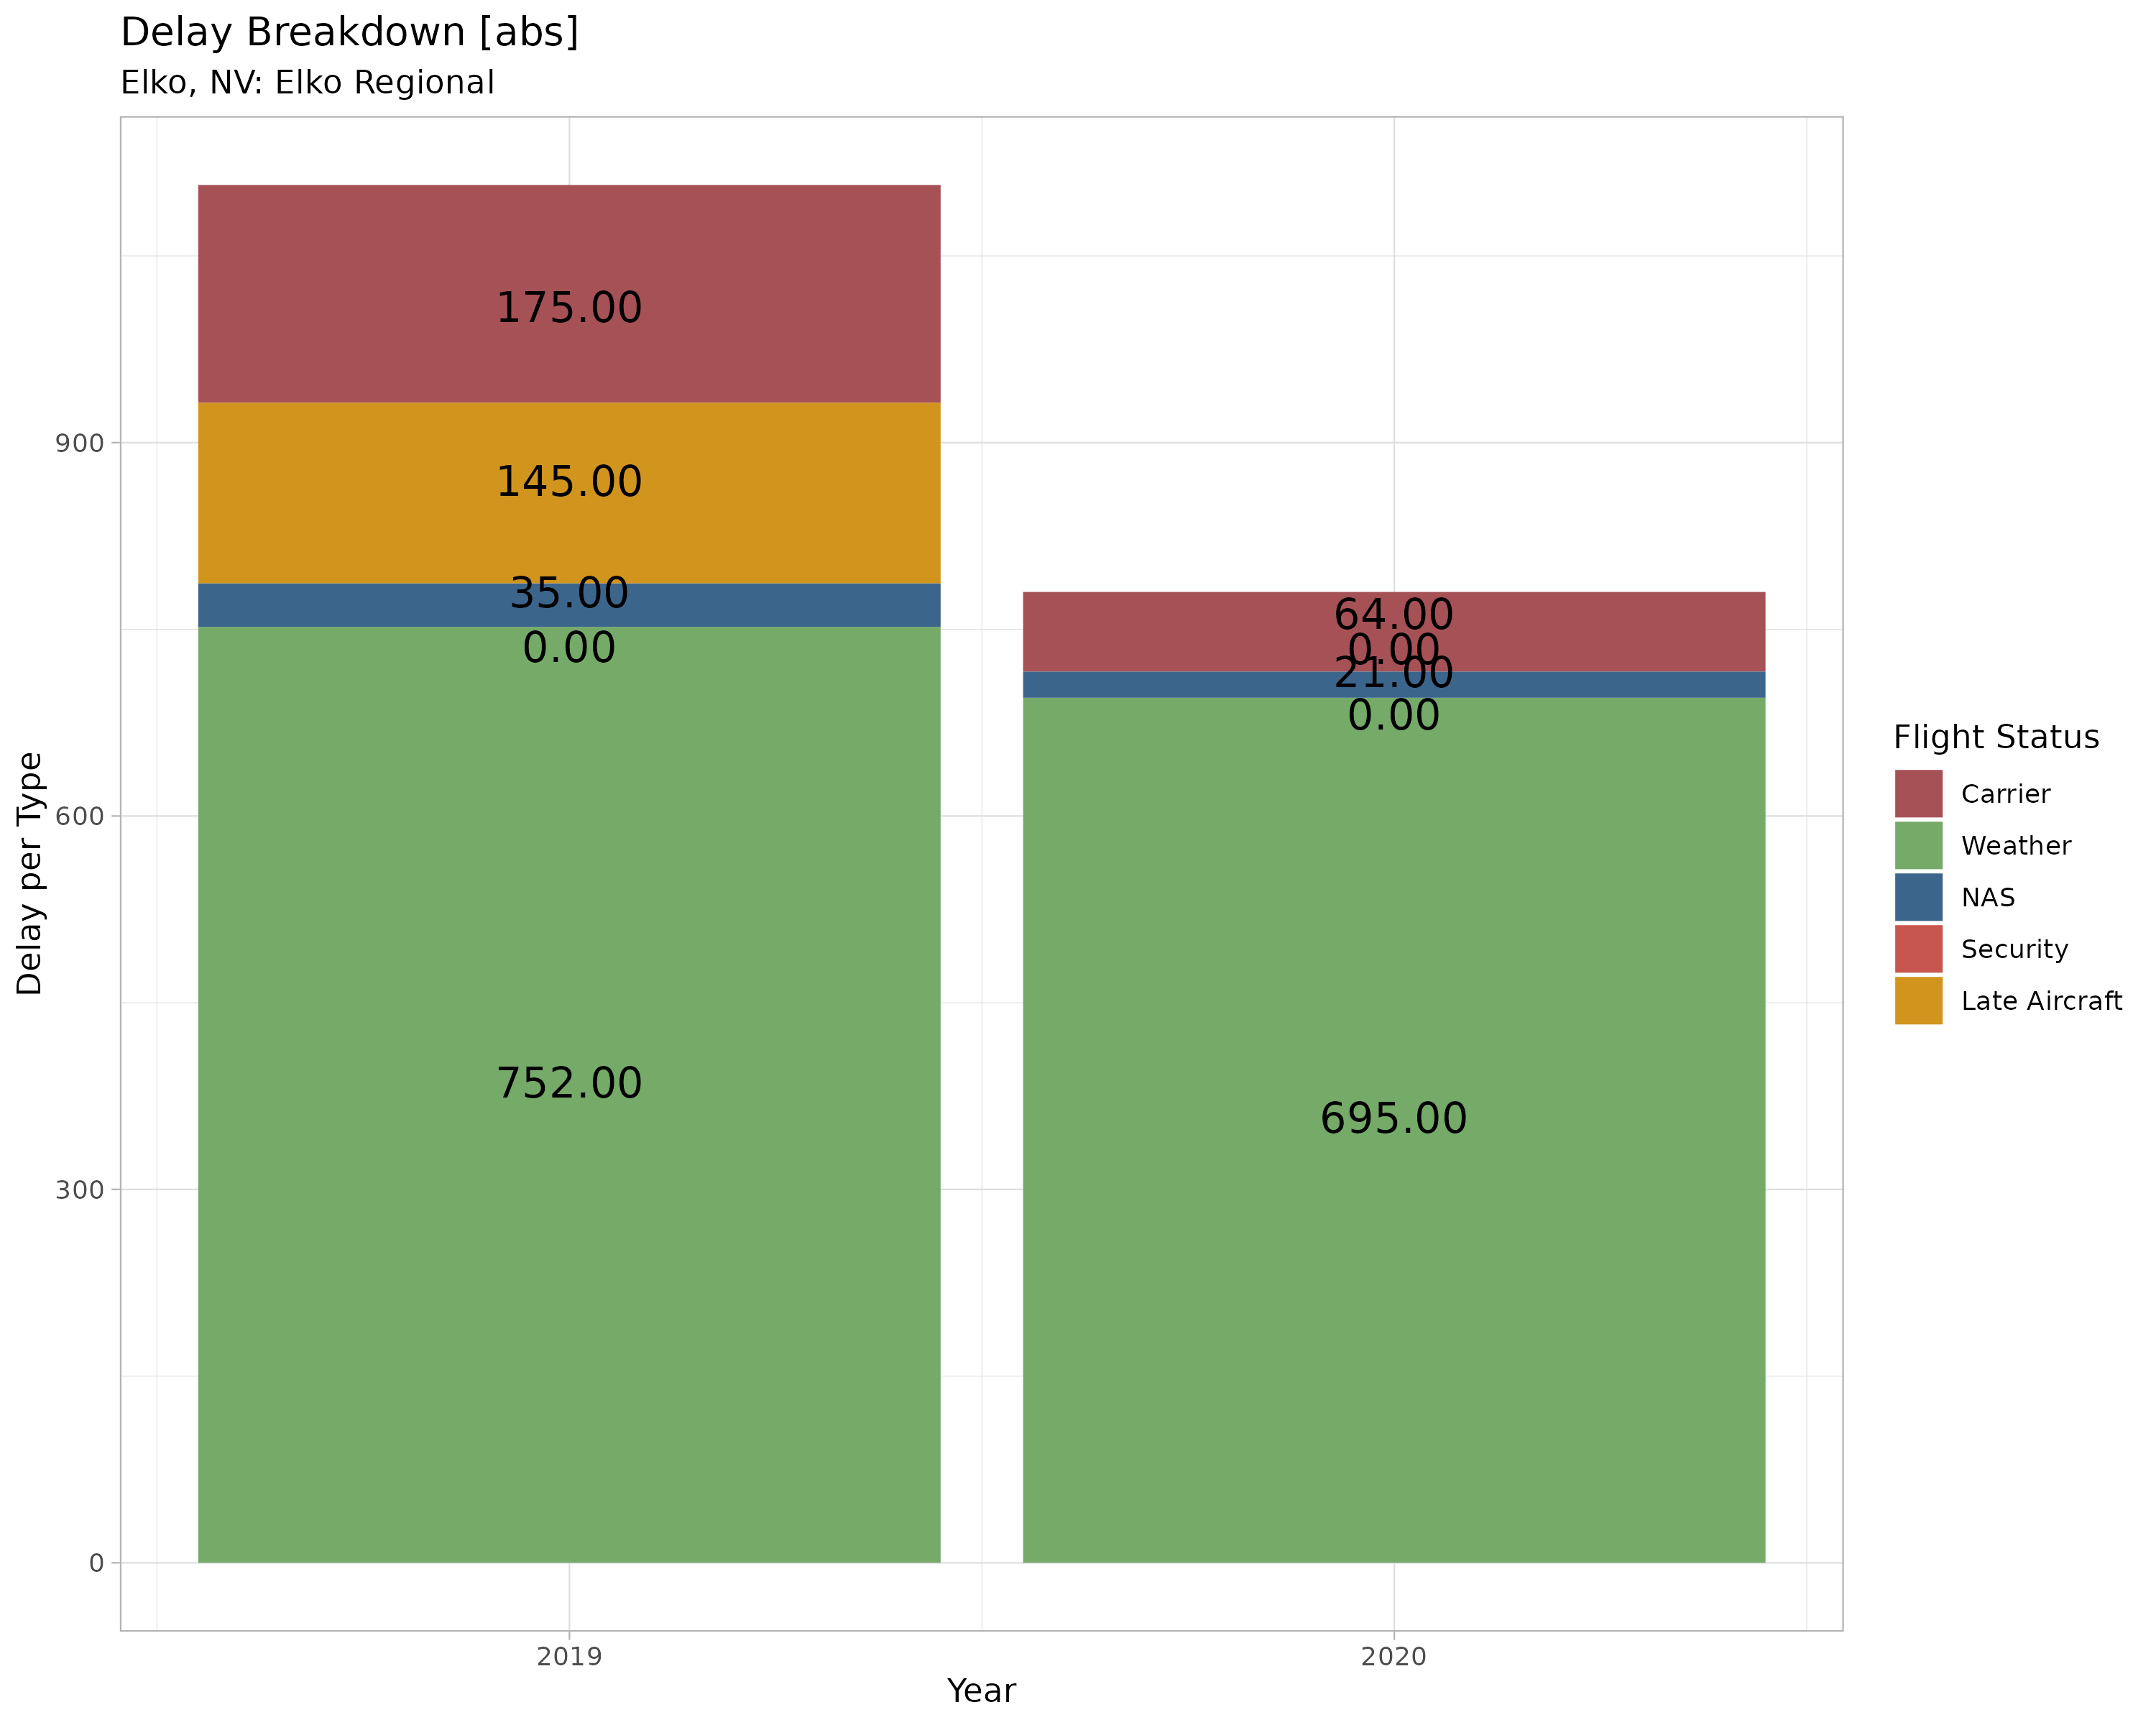 Delay Breakdown [abs]
Elko, NV: Elko Regional
Delay per Type
900
600
300
0
175.00
145.00
35.00
0.00
752.00
64.00
0.00
21.00
0.00
695.00
2019
2020
Year
Flight Status
Carrier
Weather
NAS
Security
Late Aircraft